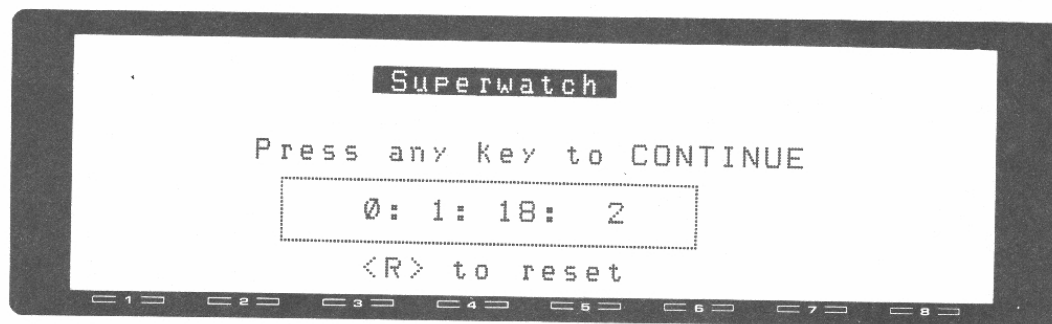 Superwatch
Press any key to CONTINUE
0: 1: 18: 2
<R> to reset
1 2 3 4 5 6 7 8